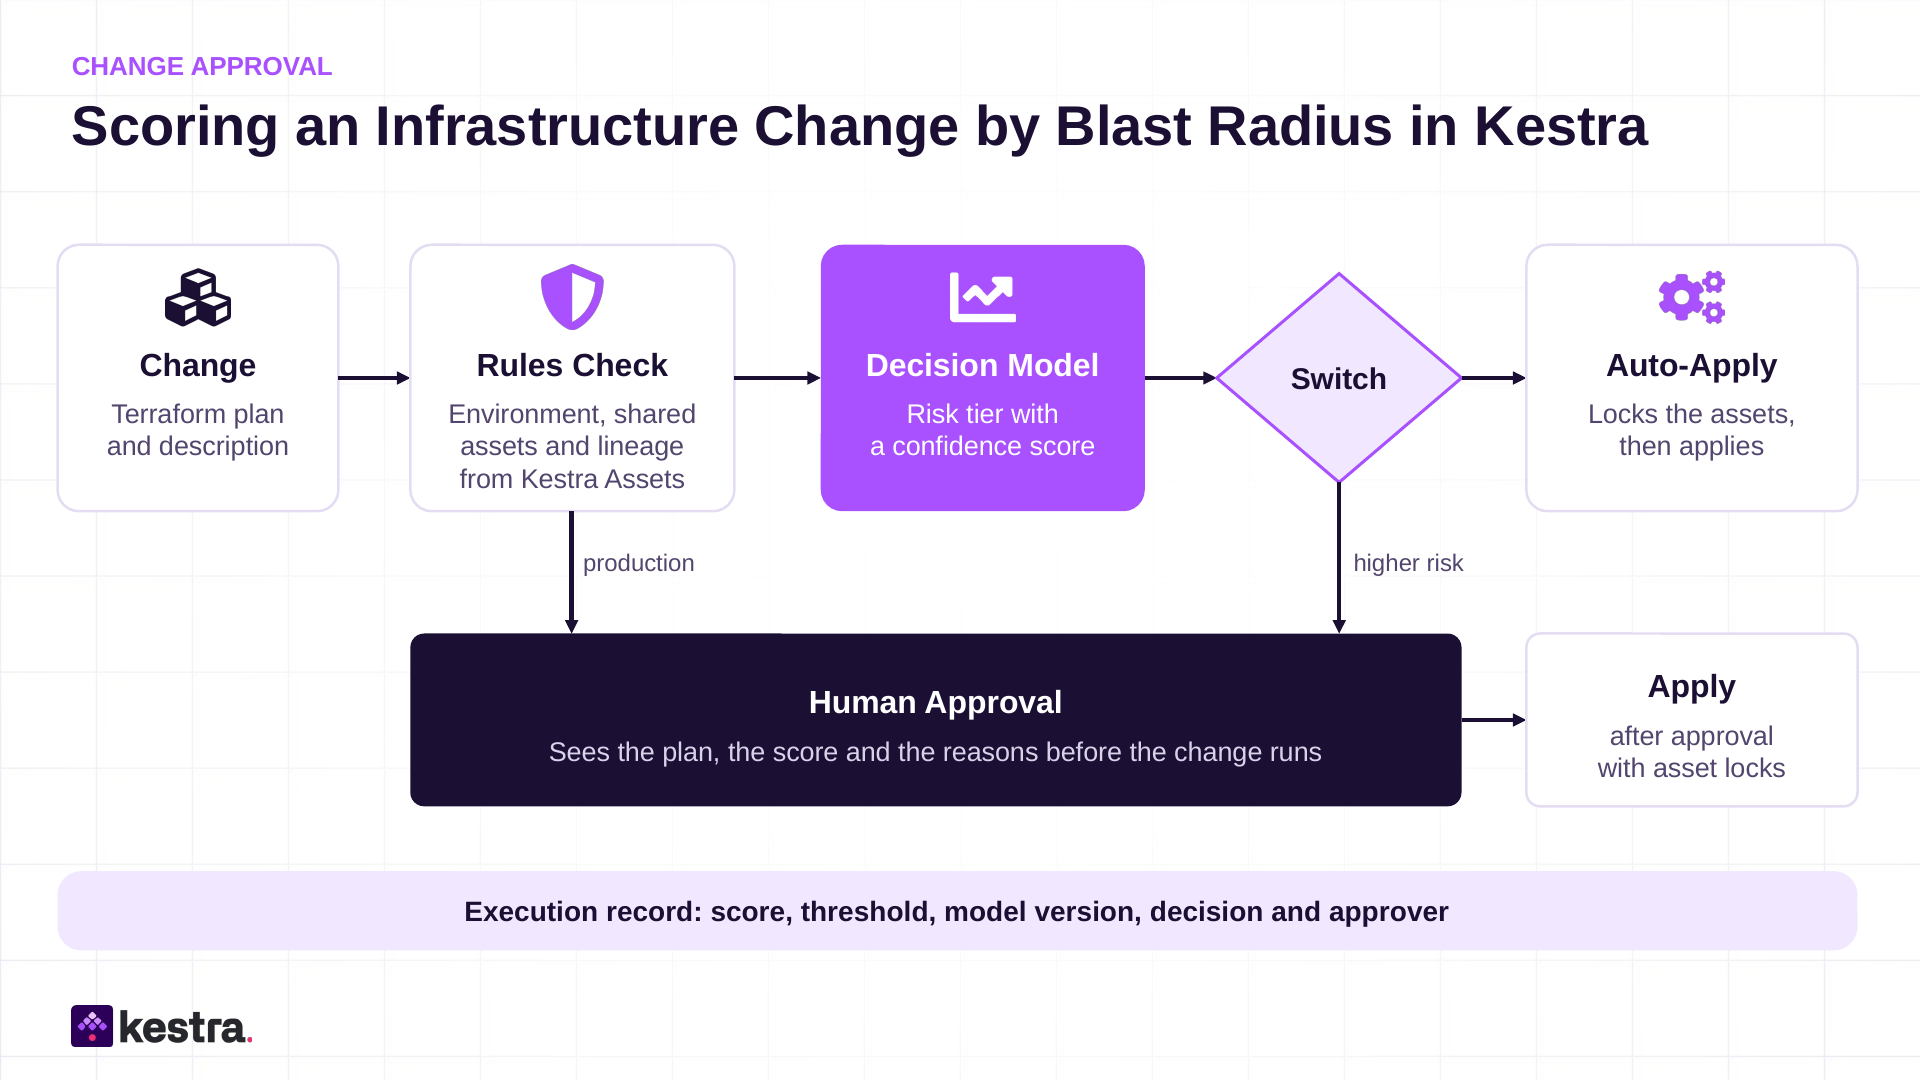 CHANGE APPROVAL
Scoring an Infrastructure Change by Blast Radius in Kestra
Change
Terraform plan
and description
Rules Check
Environment, shared
assets and lineage
from Kestra Assets
Decision Model
Risk tier with
a confidence score
Switch
Auto-Apply
Locks the assets,
then applies
production
higher risk
Human Approval
Sees the plan, the score and the reasons before the change runs
Apply
after approval
with asset locks
Execution record: score, threshold, model version, decision and approver
kestra.